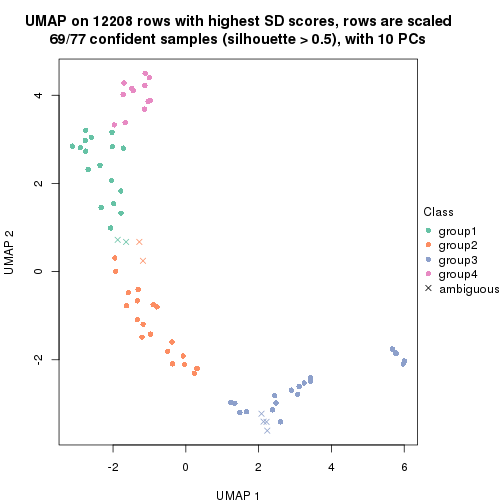 UMAP on 12208 rows with highest SD scores, rows are scaled
69/77 confident samples (silhouette > 0.5), with 10 PCs
4
2
0
-2
UMAP 2
-2
0
2
4
6
UMAP 1
Class
group1
group2
group3
group4
ambiguous